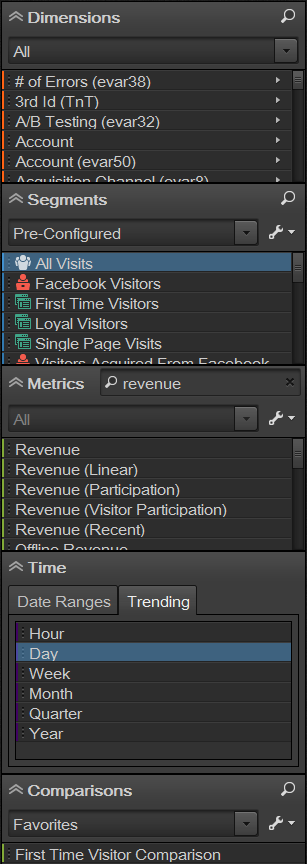 Dimensions
All
# of Errors (evar38)
3rd Id (TnT)
A/B Testing (evar32)
Account
Account (evar50)
Acquisition Channel (evar8)
Segments
Pre-Configured
All Visits
Facebook Visitors
First Time Visitors
Loyal Visitors
Single Page Visits
Visitors Acquired From Facebook
Metrics
revenue
All
Revenue
Revenue (Linear)
Revenue (Participation)
Revenue (Visitor Participation)
Revenue (Recent)
Offline Revenue
Time
Date Ranges Trending
Hour
Day
Week
Month
Quarter
Year
Comparisons
Favorites
First Time Visitor Comparison